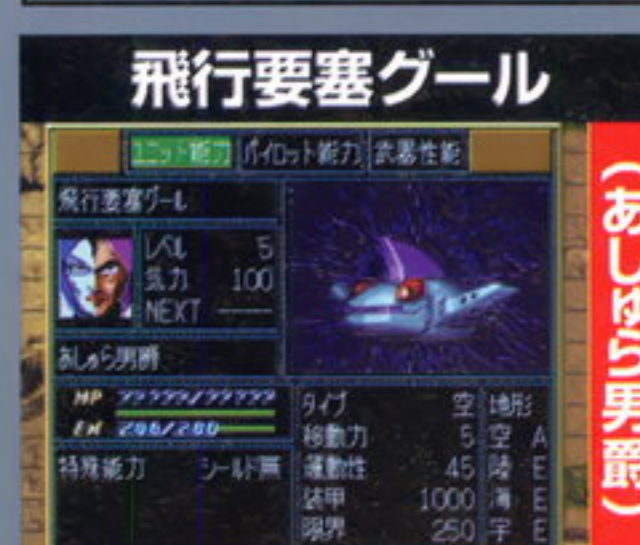 飛行要塞グール
ユニット能力 パイロット能力 武器性能
飛行要塞グール
レベル 5
気力 100
NEXT -----
あしゅら男爵
HP ?????/?????
EN 200/200
特殊能力 シールド無
タイプ 空
移動力 5
運動性 45
装甲 1000
限界 250
地形
空 A
陸 E
海 E
宇 E
(あしゅら男爵)